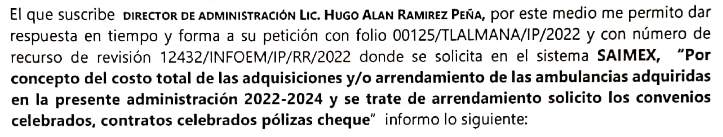 El que suscribe DIRECTOR DE ADMINISTRACIÓN LIC. HUGO ALAN RAMIREZ PEÑA, por este medio me permito dar
respuesta en tiempo y forma a su petición con folio 00125/TLALMANA/IP/2022 y con número de
recurso de revisión 12432/INFOEM/IP/RR/2022 donde se solicita en el sistema SAIMEX, "Por
concepto del costo total de las adquisiciones y/o arrendamiento de las ambulancias adquiridas
en la presente administración 2022-2024 y se trate de arrendamiento solicito los convenios
celebrados, contratos celebrados pólizas cheque" informo lo siguiente: